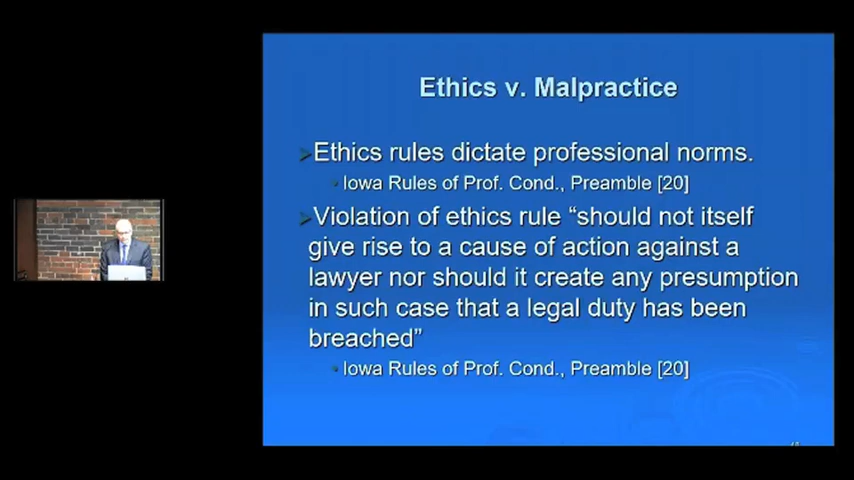 Ethics v. Malpractice
Ethics rules dictate professional norms.
Iowa Rules of Prof. Cond., Preamble [20]
Violation of ethics rule “should not itself
give rise to a cause of action against a
lawyer nor should it create any presumption
in such case that a legal duty has been
breached”
Iowa Rules of Prof. Cond., Preamble [20]